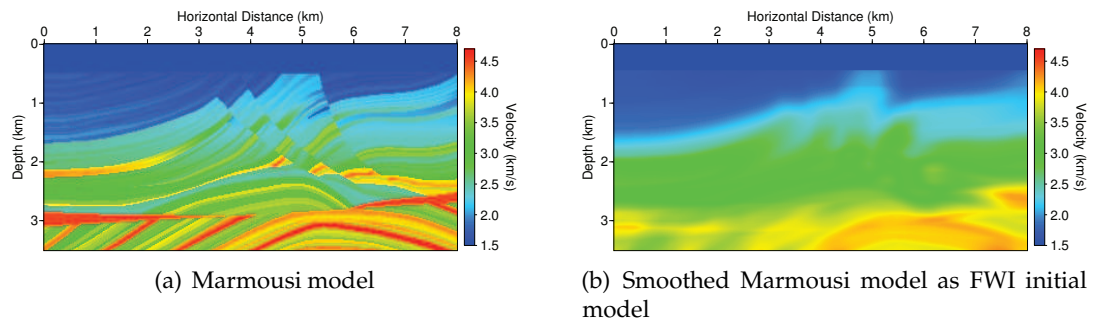 Horizontal Distance (km)
0 1 2 3 4 5 6 7 8
Depth (km)
0
1
2
3
4.5
4.0
3.5
3.0
2.5
2.0
1.5
Velocity (km/s)
(a) Marmousi model
Horizontal Distance (km)
0 1 2 3 4 5 6 7 8
Depth (km)
0
1
2
3
4.5
4.0
3.5
3.0
2.5
2.0
1.5
Velocity (km/s)
(b) Smoothed Marmousi model as FWI initial
model